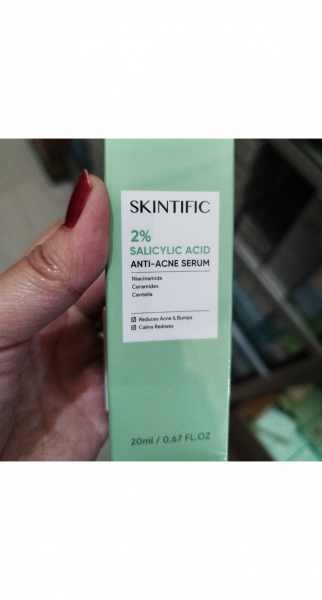 SKINTIFIC
2%
SALICYLIC ACID
ANTI-ACNE SERUM
Niacinamide
Ceramides
Centella
Reduces Acne & Bumps
Calms Redness
20ml / 0.67 FL.OZ